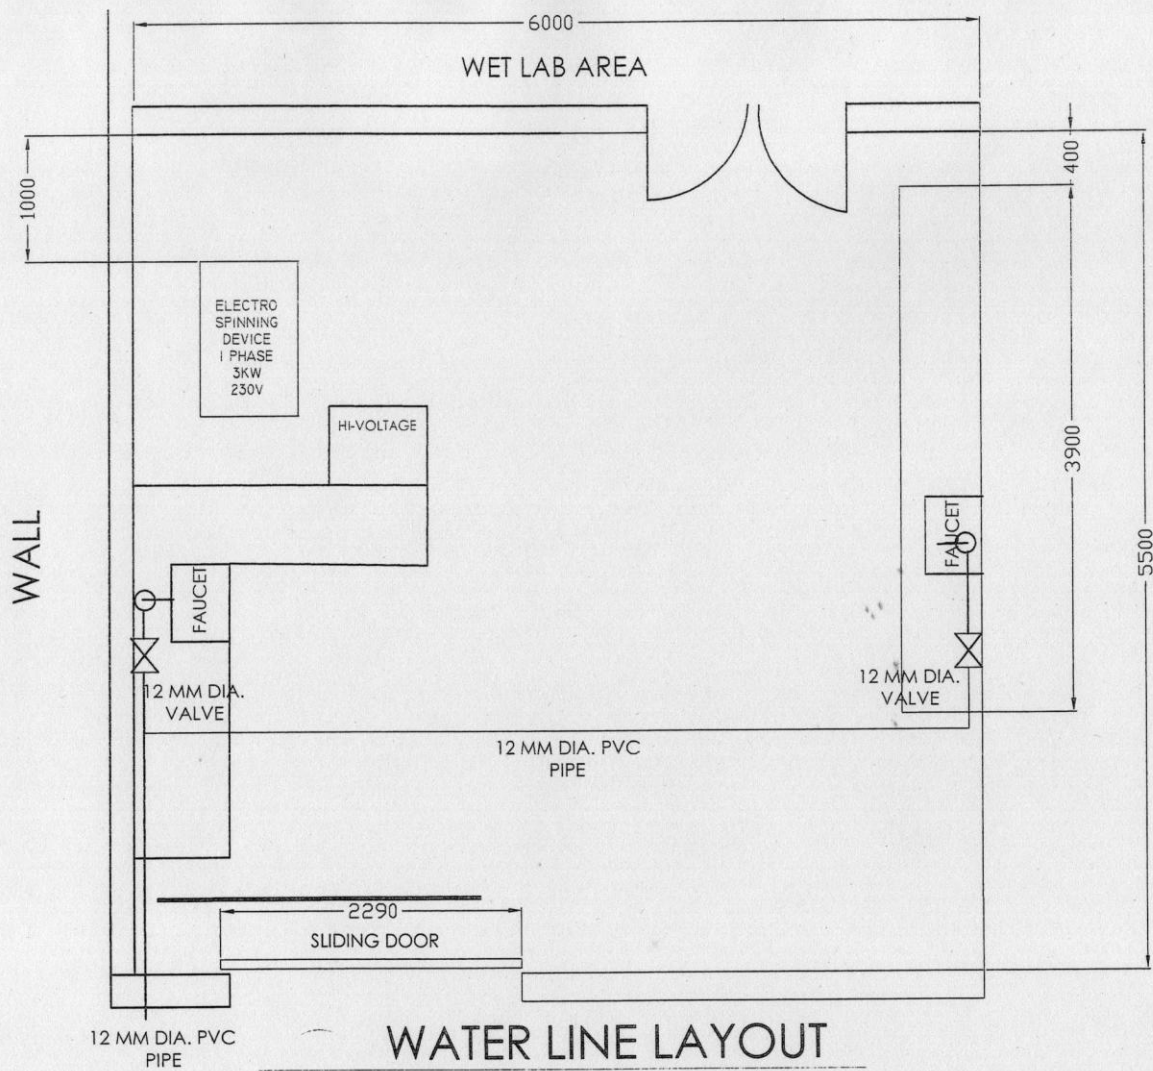 6000
WET LAB AREA
400
1000
ELECTRO
SPINNING
DEVICE
1 PHASE
3KW
230V
HI-VOLTAGE
3900
WALL
FAUCET
5500
FAUCET
12 MM DIA.
VALVE
12 MM DIA.
VALVE
12 MM DIA. PVC
PIPE
2290
SLIDING DOOR
12 MM DIA. PVC
PIPE
WATER LINE LAYOUT